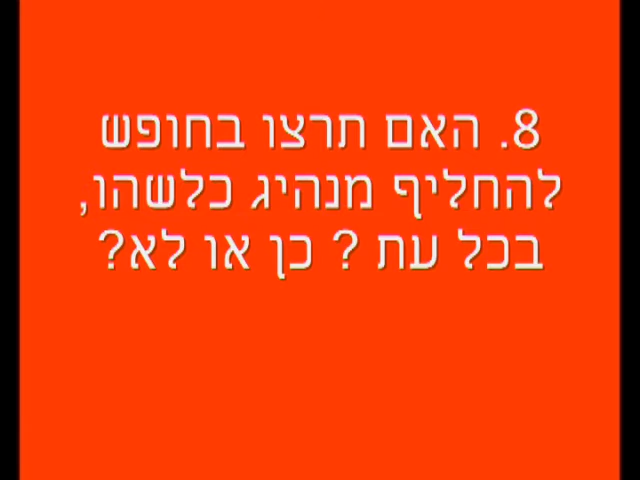 8. האם תרצו בחופש
להחליף מנהיג כלשהו,
בכל עת ? כן או לא?